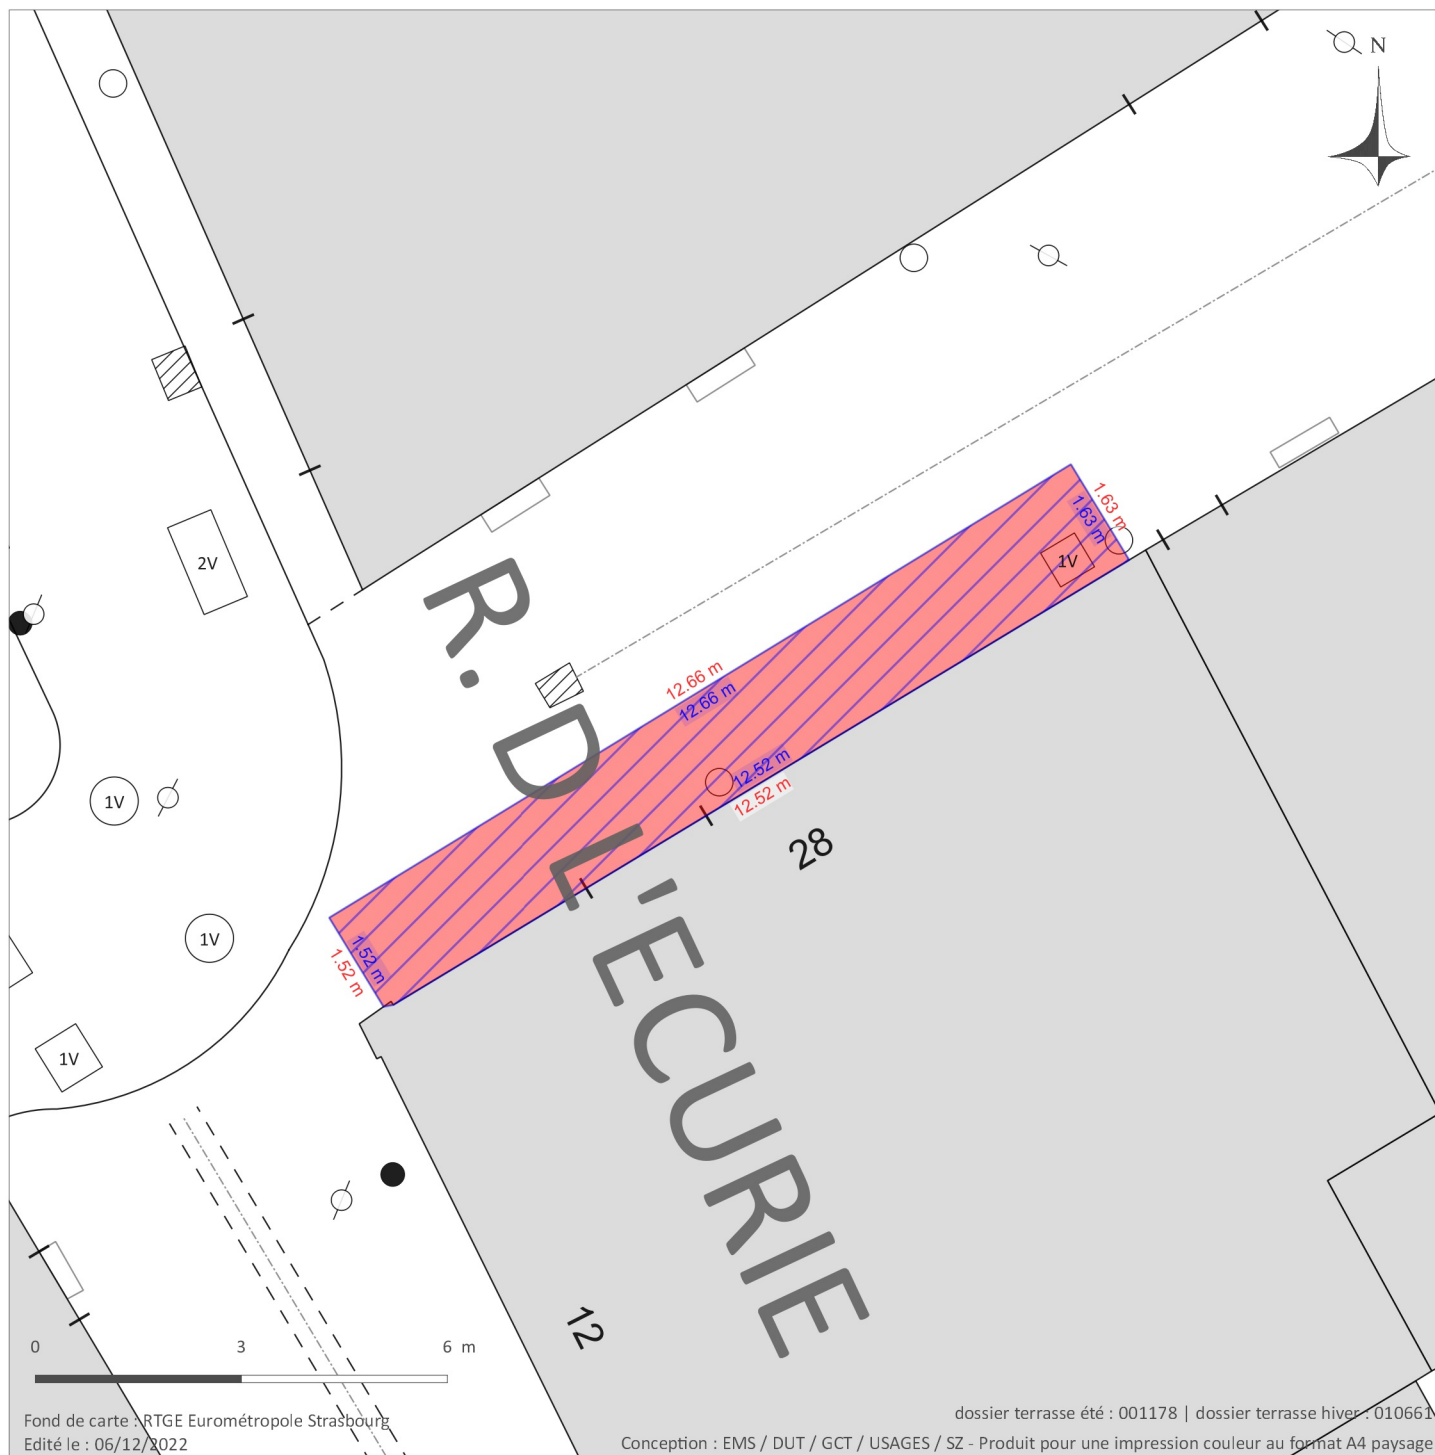 N
2V
1.63 m
1.63 m
1V
R. D L'ECURIE
12.66 m
12.66 m
12.52 m
12.52 m
1V
28
1V
1.52 m
1.52 m
1V
12
0 3 6 m
Fond de carte : RTGE Eurométropole Strasbourg
Edité le : 06/12/2022
dossier terrasse été : 001178 | dossier terrasse hiver : 010661
Conception : EMS / DUT / GCT / USAGES / SZ - Produit pour une impression couleur au format A4 paysage